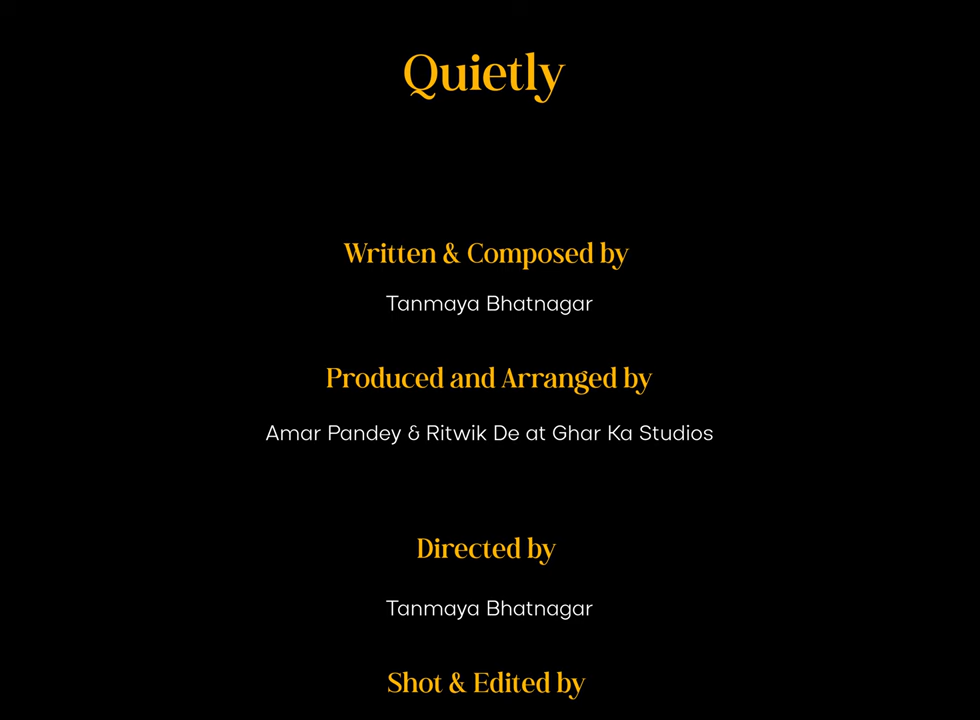 Quietly
Written & Composed by
Tanmaya Bhatnagar
Produced and Arranged by
Amar Pandey & Ritwik De at Ghar Ka Studios
Directed by
Tanmaya Bhatnagar
Shot & Edited by